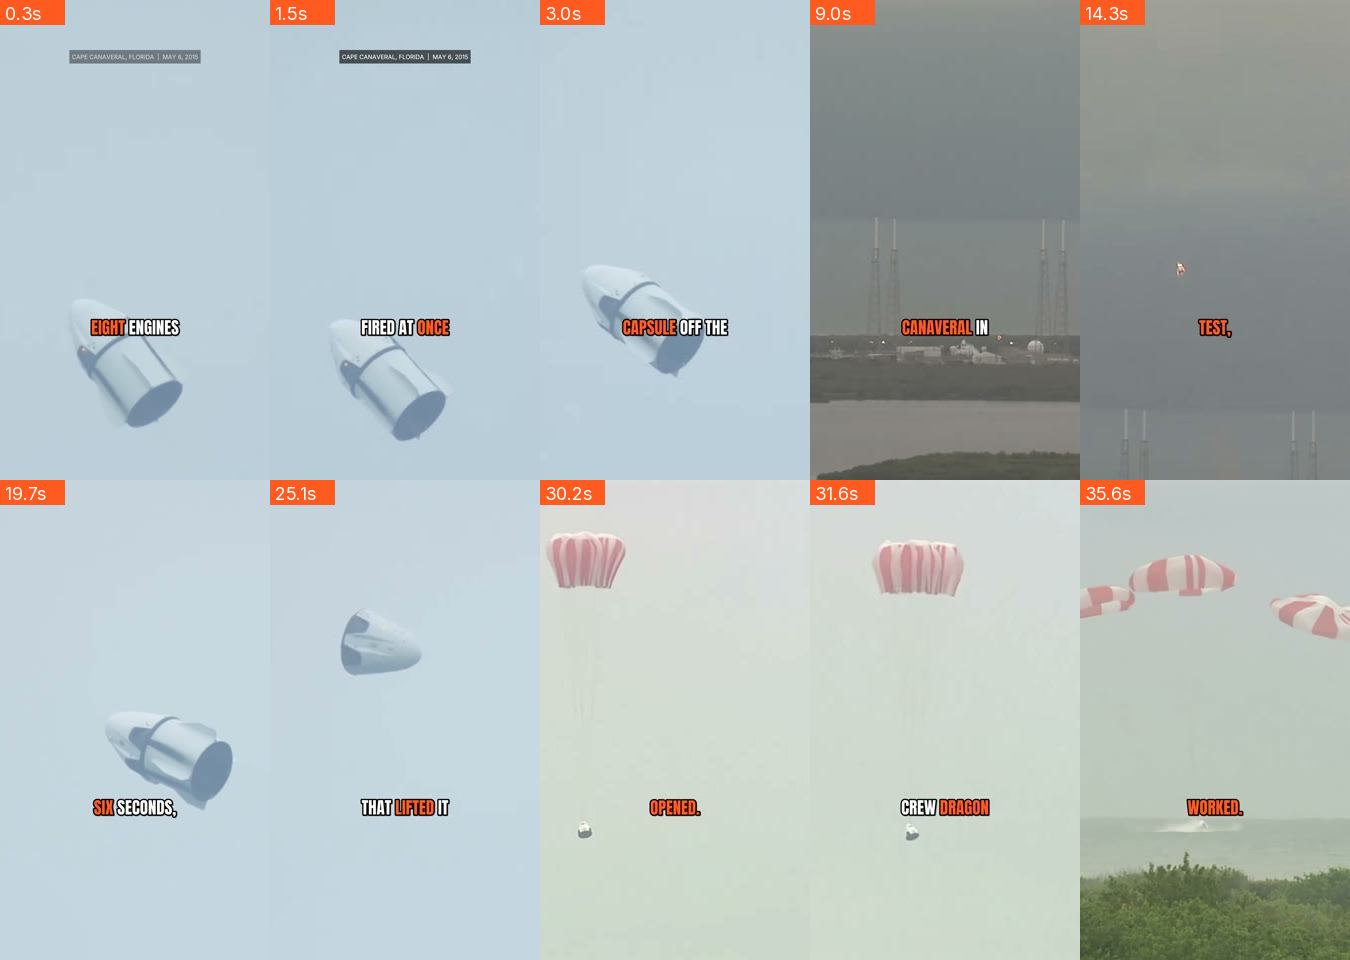 0.3s
CAPE CANAVERAL, FLORIDA | MAY 6, 2015
EIGHT ENGINES
1.5s
CAPE CANAVERAL, FLORIDA | MAY 6, 2015
FIRED AT ONCE
3.0s
CAPSULE OFF THE
9.0s
CANAVERAL IN
14.3s
TEST,
19.7s
SIX SECONDS,
25.1s
THAT LIFTED IT
30.2s
OPENED.
31.6s
CREW DRAGON
35.6s
WORKED.